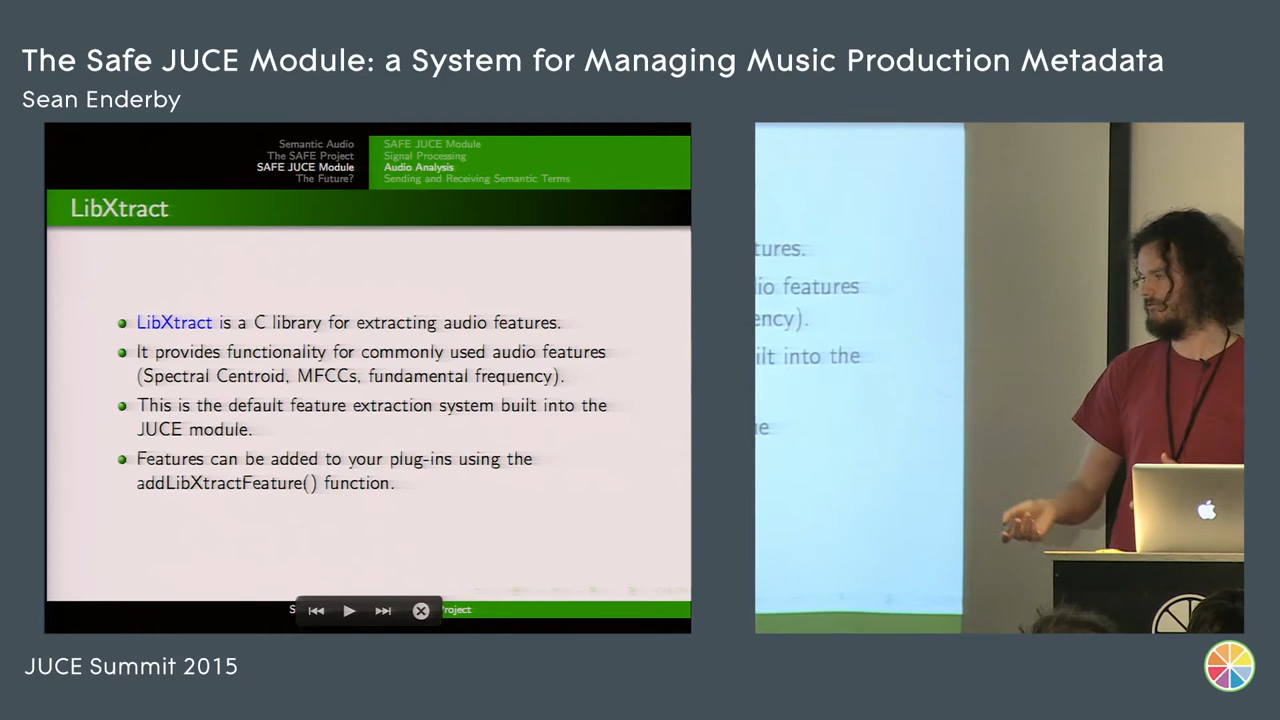 The Safe JUCE Module: a System for Managing Music Production Metadata
Sean Enderby
Semantic Audio
The SAFE Project
SAFE JUCE Module
The Future?
SAFE JUCE Module
Signal Processing
Audio Analysis
Sending and Receiving Semantic Terms
LibXtract
LibXtract is a C library for extracting audio features.
It provides functionality for commonly used audio features
(Spectral Centroid, MFCCs, fundamental frequency).
This is the default feature extraction system built into the
JUCE module.
Features can be added to your plug-ins using the
addLibXtractFeature() function.
S
roject
tures.
io features
ency).
ilt into the
e
JUCE Summit 2015